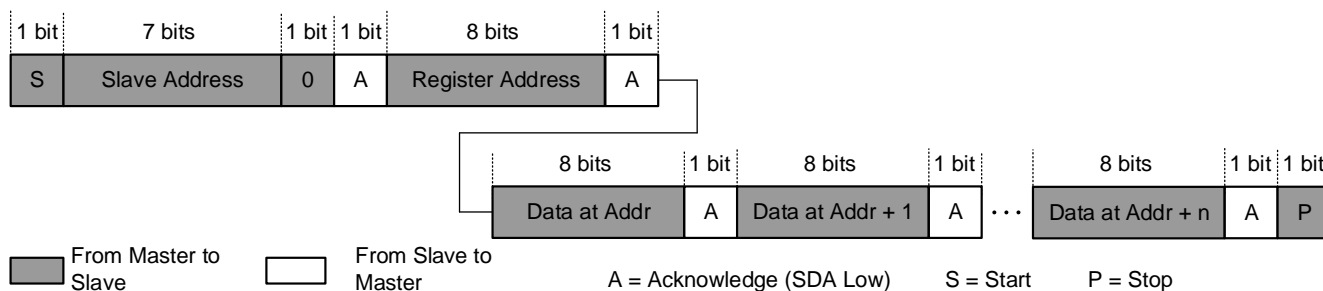 1 bit 7 bits 1 bit 1 bit 8 bits 1 bit
S Slave Address 0 A Register Address A
8 bits 1 bit 8 bits 1 bit 8 bits 1 bit 1 bit
Data at Addr A Data at Addr + 1 A ... Data at Addr + n A P
From Master to
Slave
From Slave to
Master
A = Acknowledge (SDA Low) S = Start P = Stop